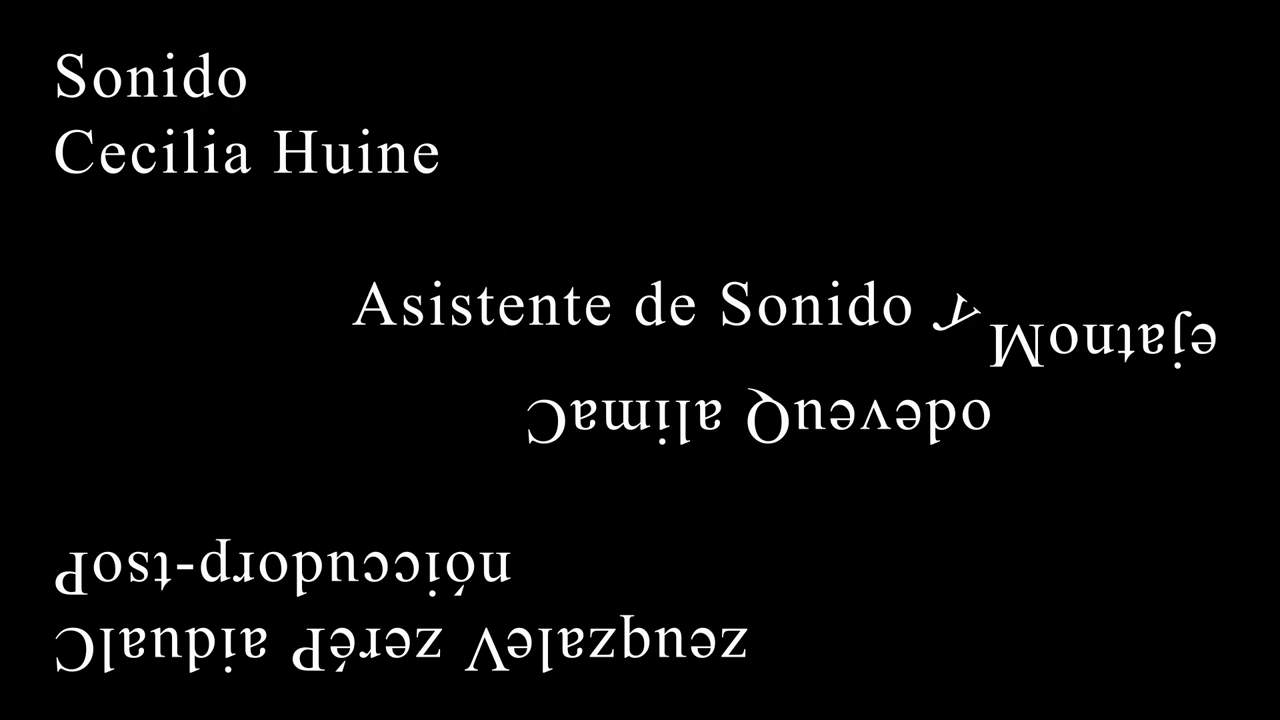 Sonido
Cecilia Huine
Asistente de Sonido y Montaje
Camila Quevedo
Post-producción
Claudia Pérez Velazquez